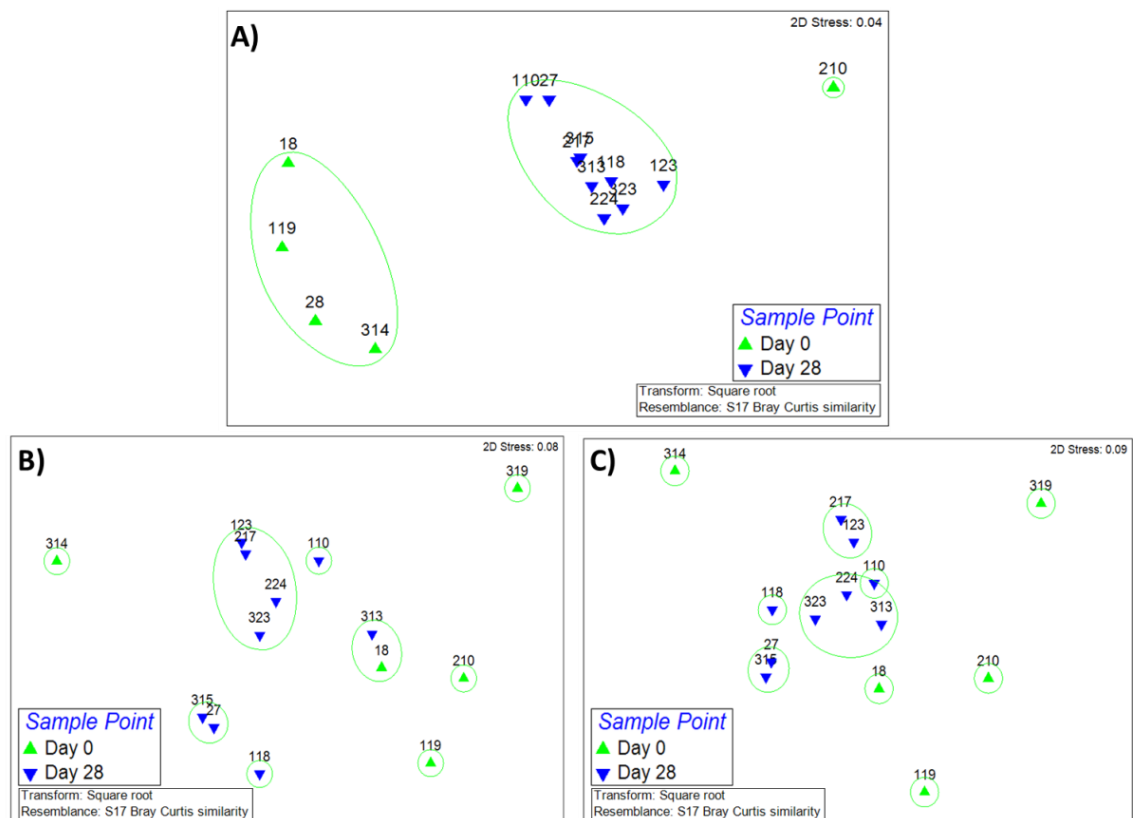 A)
2D Stress: 0.04
210
110 27
18
315
217
118
313
123
323
224
119
28
314
Sample Point
Day 0
Day 28
Transform: Square root
Resemblance: S17 Bray Curtis similarity
B)
2D Stress: 0.08
319
123
217
314
110
224
323
313
18
210
315
27
119
118
Sample Point
Day 0
Day 28
Transform: Square root
Resemblance: S17 Bray Curtis similarity
C)
2D Stress: 0.09
314
319
217
123
110
224
118
323
313
27
315
18
210
119
Sample Point
Day 0
Day 28
Transform: Square root
Resemblance: S17 Bray Curtis similarity